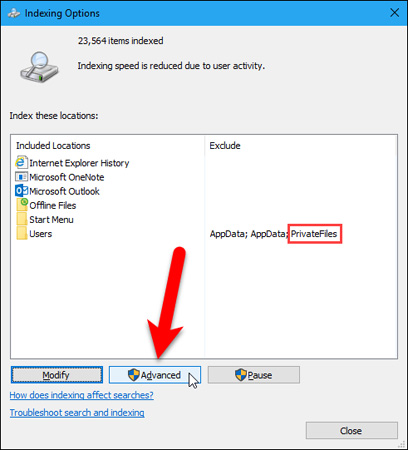 Indexing Options
23,564 items indexed
Indexing speed is reduced due to user activity.
Index these locations:
Included Locations Exclude
Internet Explorer History
Microsoft OneNote
Microsoft Outlook
Offline Files
Start Menu
Users AppData; AppData; PrivateFiles
Modify Advanced Pause
How does indexing affect searches?
Troubleshoot search and indexing
Close